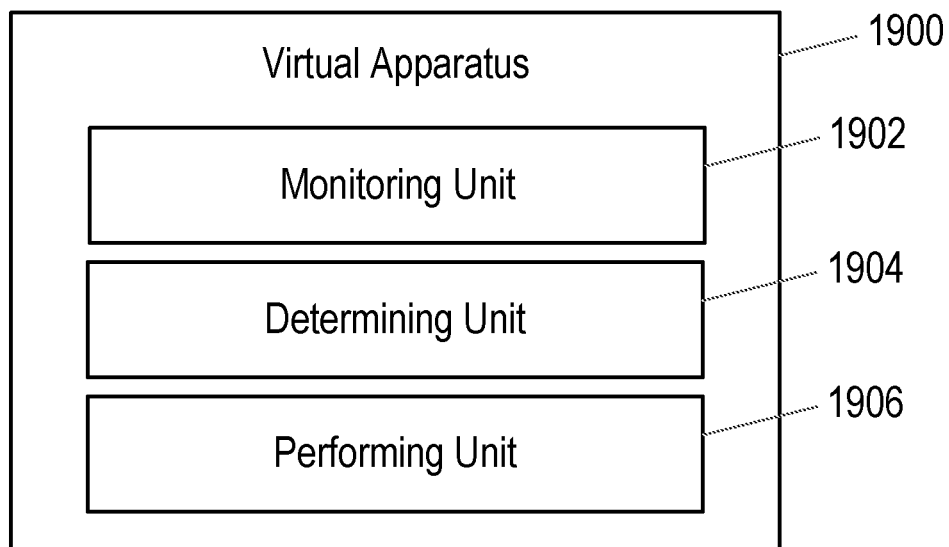 1900
Virtual Apparatus
1902
Monitoring Unit
1904
Determining Unit
1906
Performing Unit